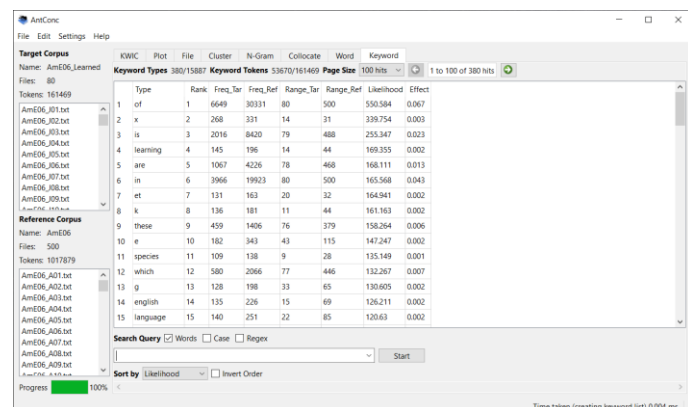 AntConc
File Edit Settings Help
Target Corpus
Name: AmE06_Learned
Files: 80
Tokens: 161469
AmE06_J01.txt
AmE06_J02.txt
AmE06_J03.txt
AmE06_J04.txt
AmE06_J05.txt
AmE06_J06.txt
AmE06_J07.txt
AmE06_J08.txt
AmE06_J09.txt
Reference Corpus
Name: AmE06
Files: 500
Tokens: 1017879
AmE06_A01.txt
AmE06_A02.txt
AmE06_A03.txt
AmE06_A04.txt
AmE06_A05.txt
AmE06_A06.txt
AmE06_A07.txt
AmE06_A08.txt
AmE06_A09.txt
Progress 100%
KWIC Plot File Cluster N-Gram Collocate Word Keyword
Keyword Types 380/15887 Keyword Tokens 53670/161469 Page Size 100 hits 1 to 100 of 380 hits
Type Rank Freq_Tar Freq_Ref Range_Tar Range_Ref Likelihood Effect
1 of 1 6649 30331 80 500 550.584 0.067
2 x 2 268 331 14 31 339.754 0.003
3 is 3 2016 8420 79 488 255.347 0.023
4 learning 4 145 196 14 44 169.355 0.002
5 are 5 1067 4226 78 468 168.111 0.013
6 in 6 3966 19923 80 500 165.568 0.043
7 et 7 131 163 20 32 164.941 0.002
8 k 8 136 181 11 44 161.163 0.002
9 these 9 459 1406 76 379 158.264 0.006
10 e 10 182 343 43 115 147.247 0.002
11 species 11 109 138 9 28 135.149 0.001
12 which 12 580 2066 77 446 132.267 0.007
13 g 13 128 198 33 65 130.605 0.002
14 english 14 135 226 15 69 126.211 0.002
15 language 15 140 251 22 85 120.63 0.002
Search Query Words Case Regex
Start
Sort by Likelihood Invert Order
Time taken (creating keyword list) 0.004 ms